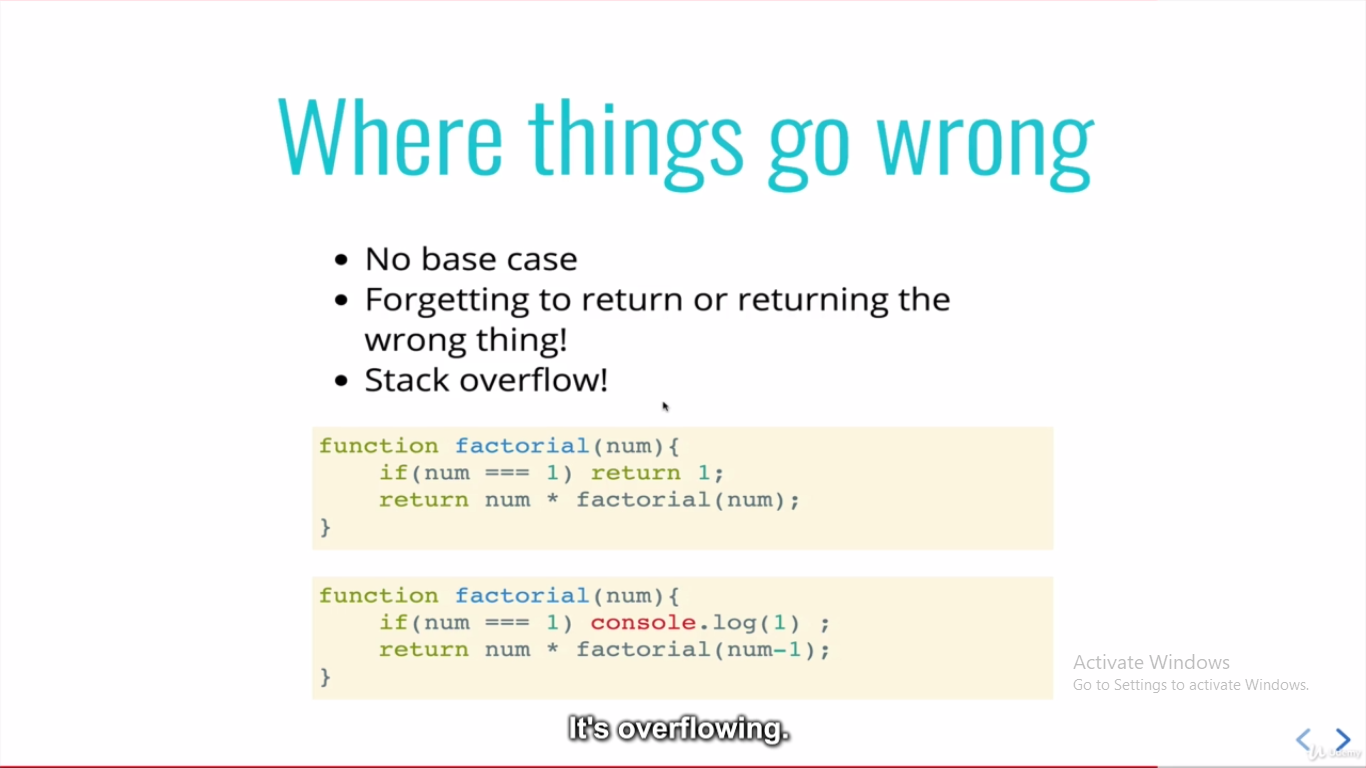 Where things go wrong
• No base case
• Forgetting to return or returning the
wrong thing!
• Stack overflow!
function factorial(num){
    if(num === 1) return 1;
    return num * factorial(num);
}
function factorial(num){
    if(num === 1) console.log(1) ;
    return num * factorial(num-1);
}
Activate Windows
Go to Settings to activate Windows.
It's overflowing.
Udemy